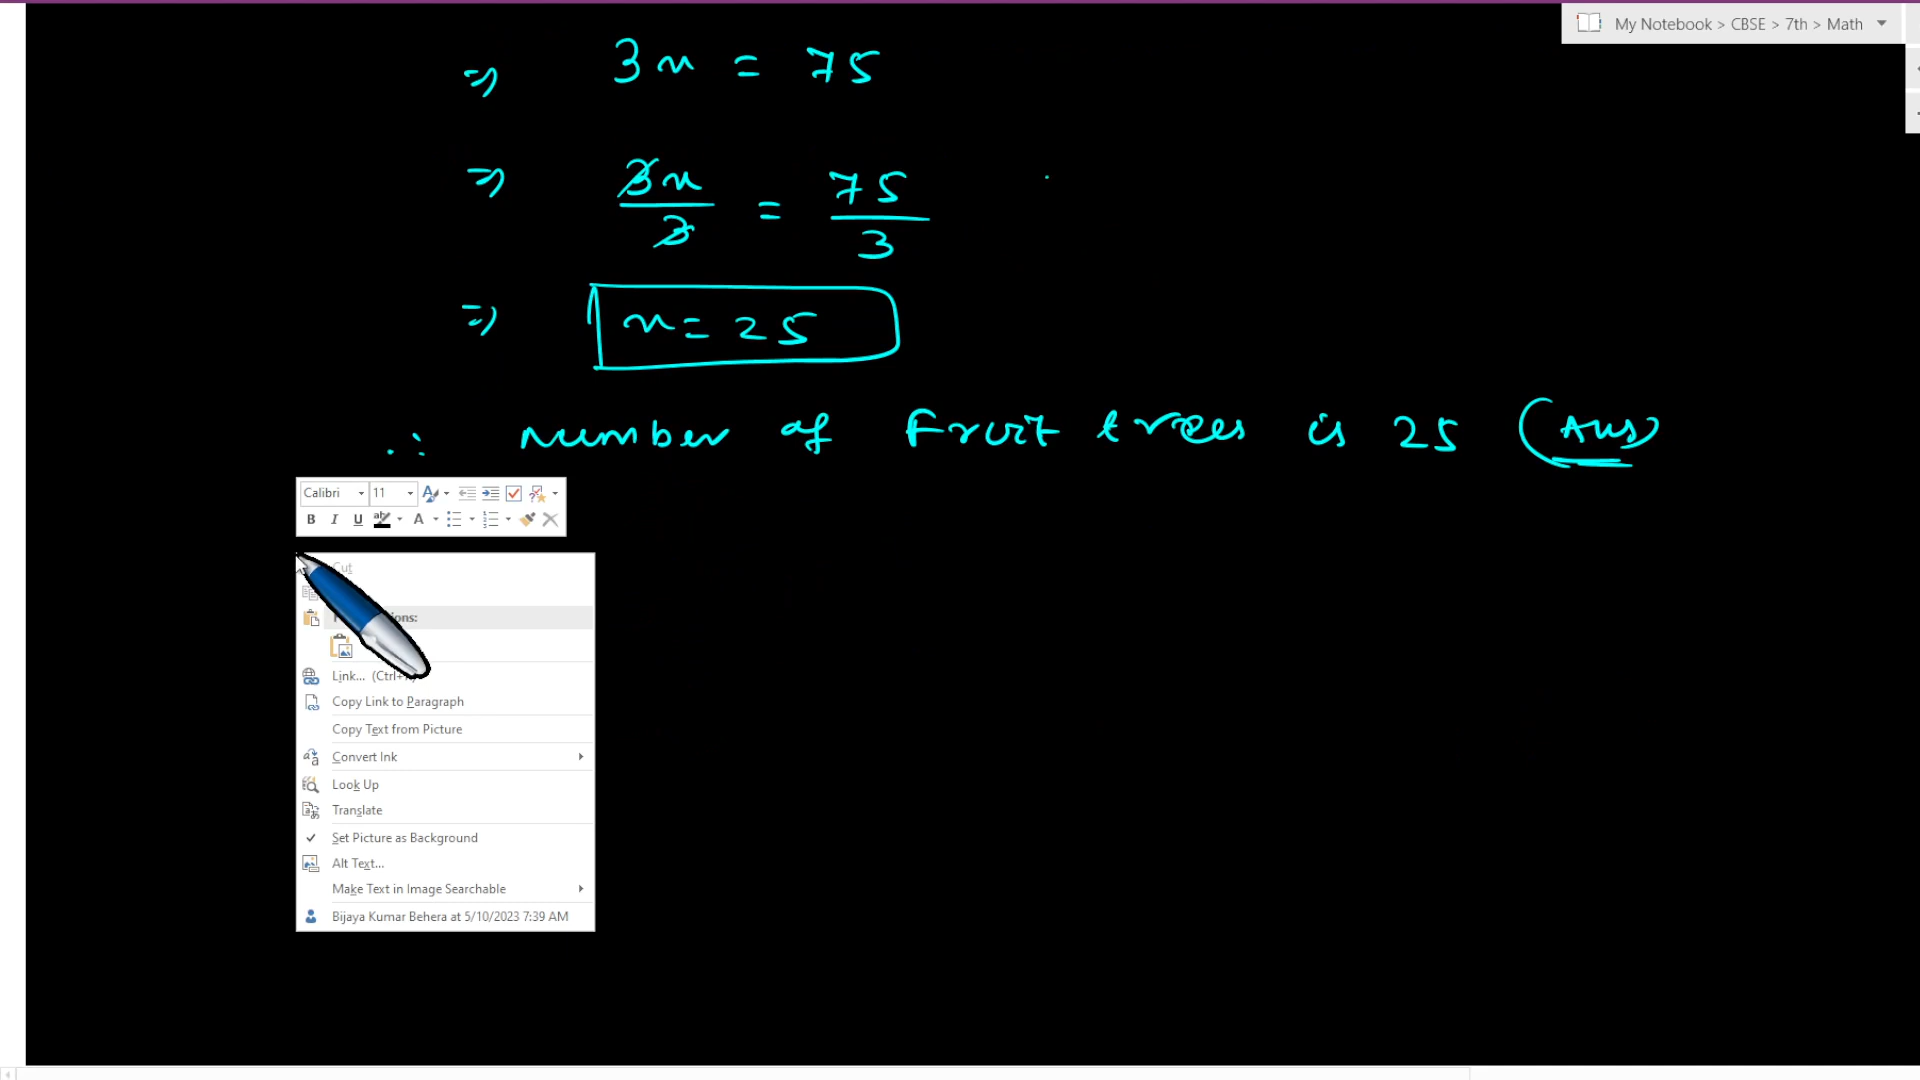 My Notebook > CBSE > 7th > Math
⇒ 3x = 75
⇒ 3x/3 = 75/3
⇒ x = 25
∴ Number of Fruit trees is 25 (Ans)
Calibri 11
B I U
Cut
ons:
Link... (Ctrl+
Copy Link to Paragraph
Copy Text from Picture
Convert Ink
Look Up
Translate
Set Picture as Background
Alt Text...
Make Text in Image Searchable
Bijaya Kumar Behera at 5/10/2023 7:39 AM